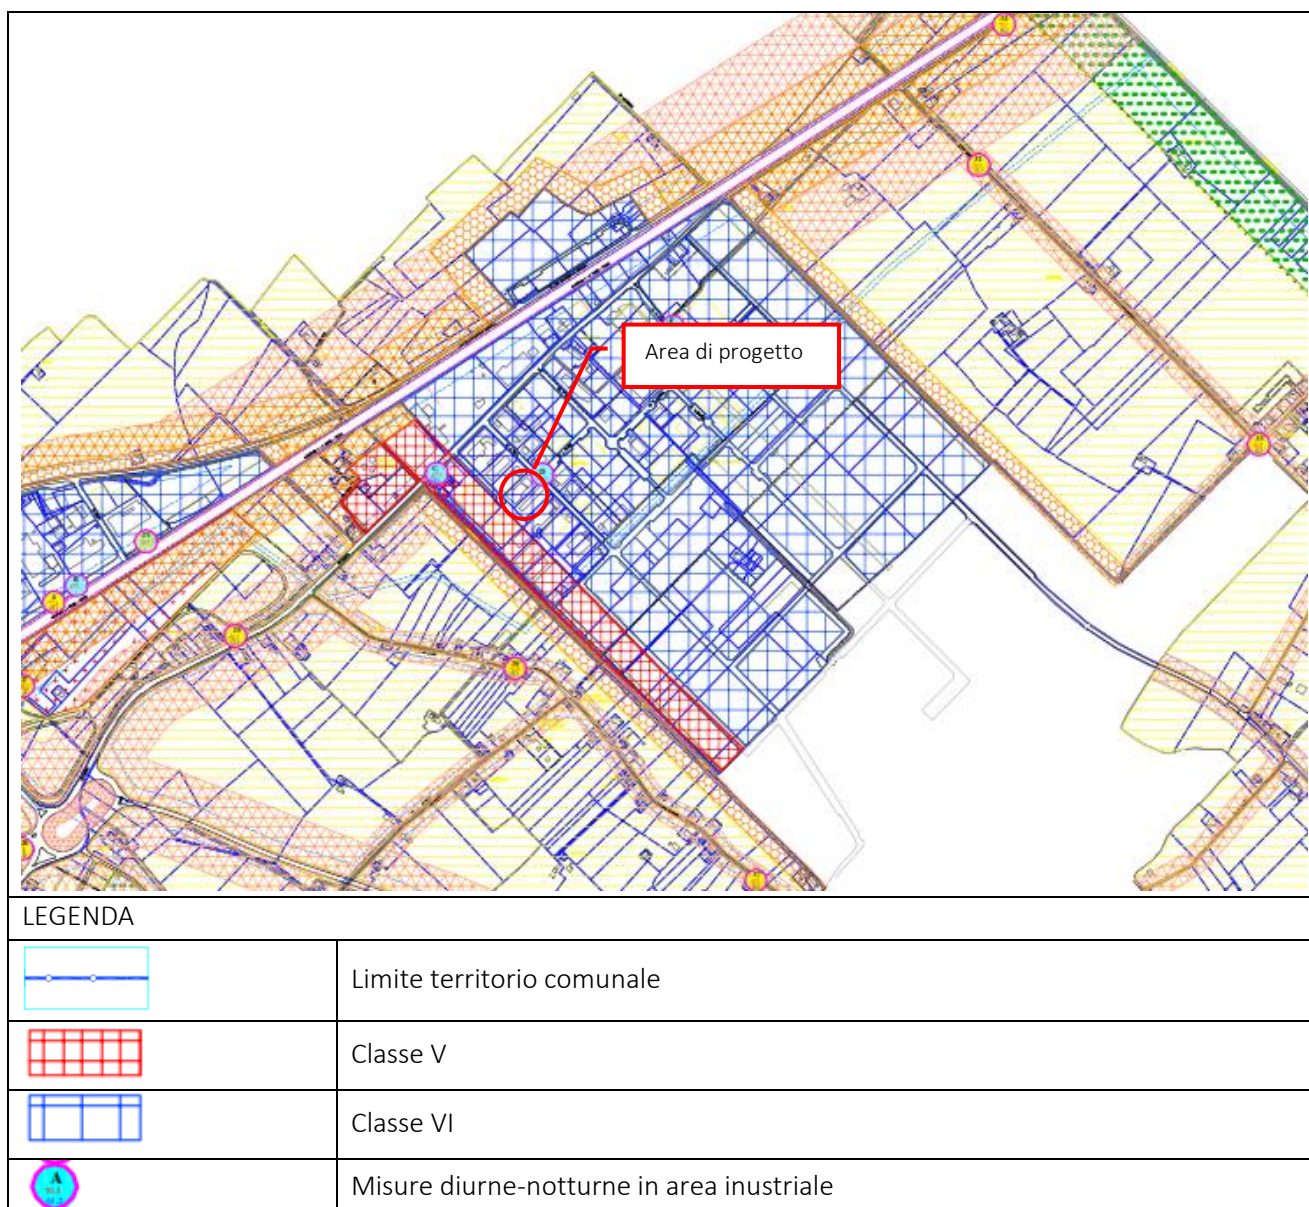 Area di progetto
LEGENDA
Limite territorio comunale
Classe V
Classe VI
A
Misure diurne-notturne in area inustriale